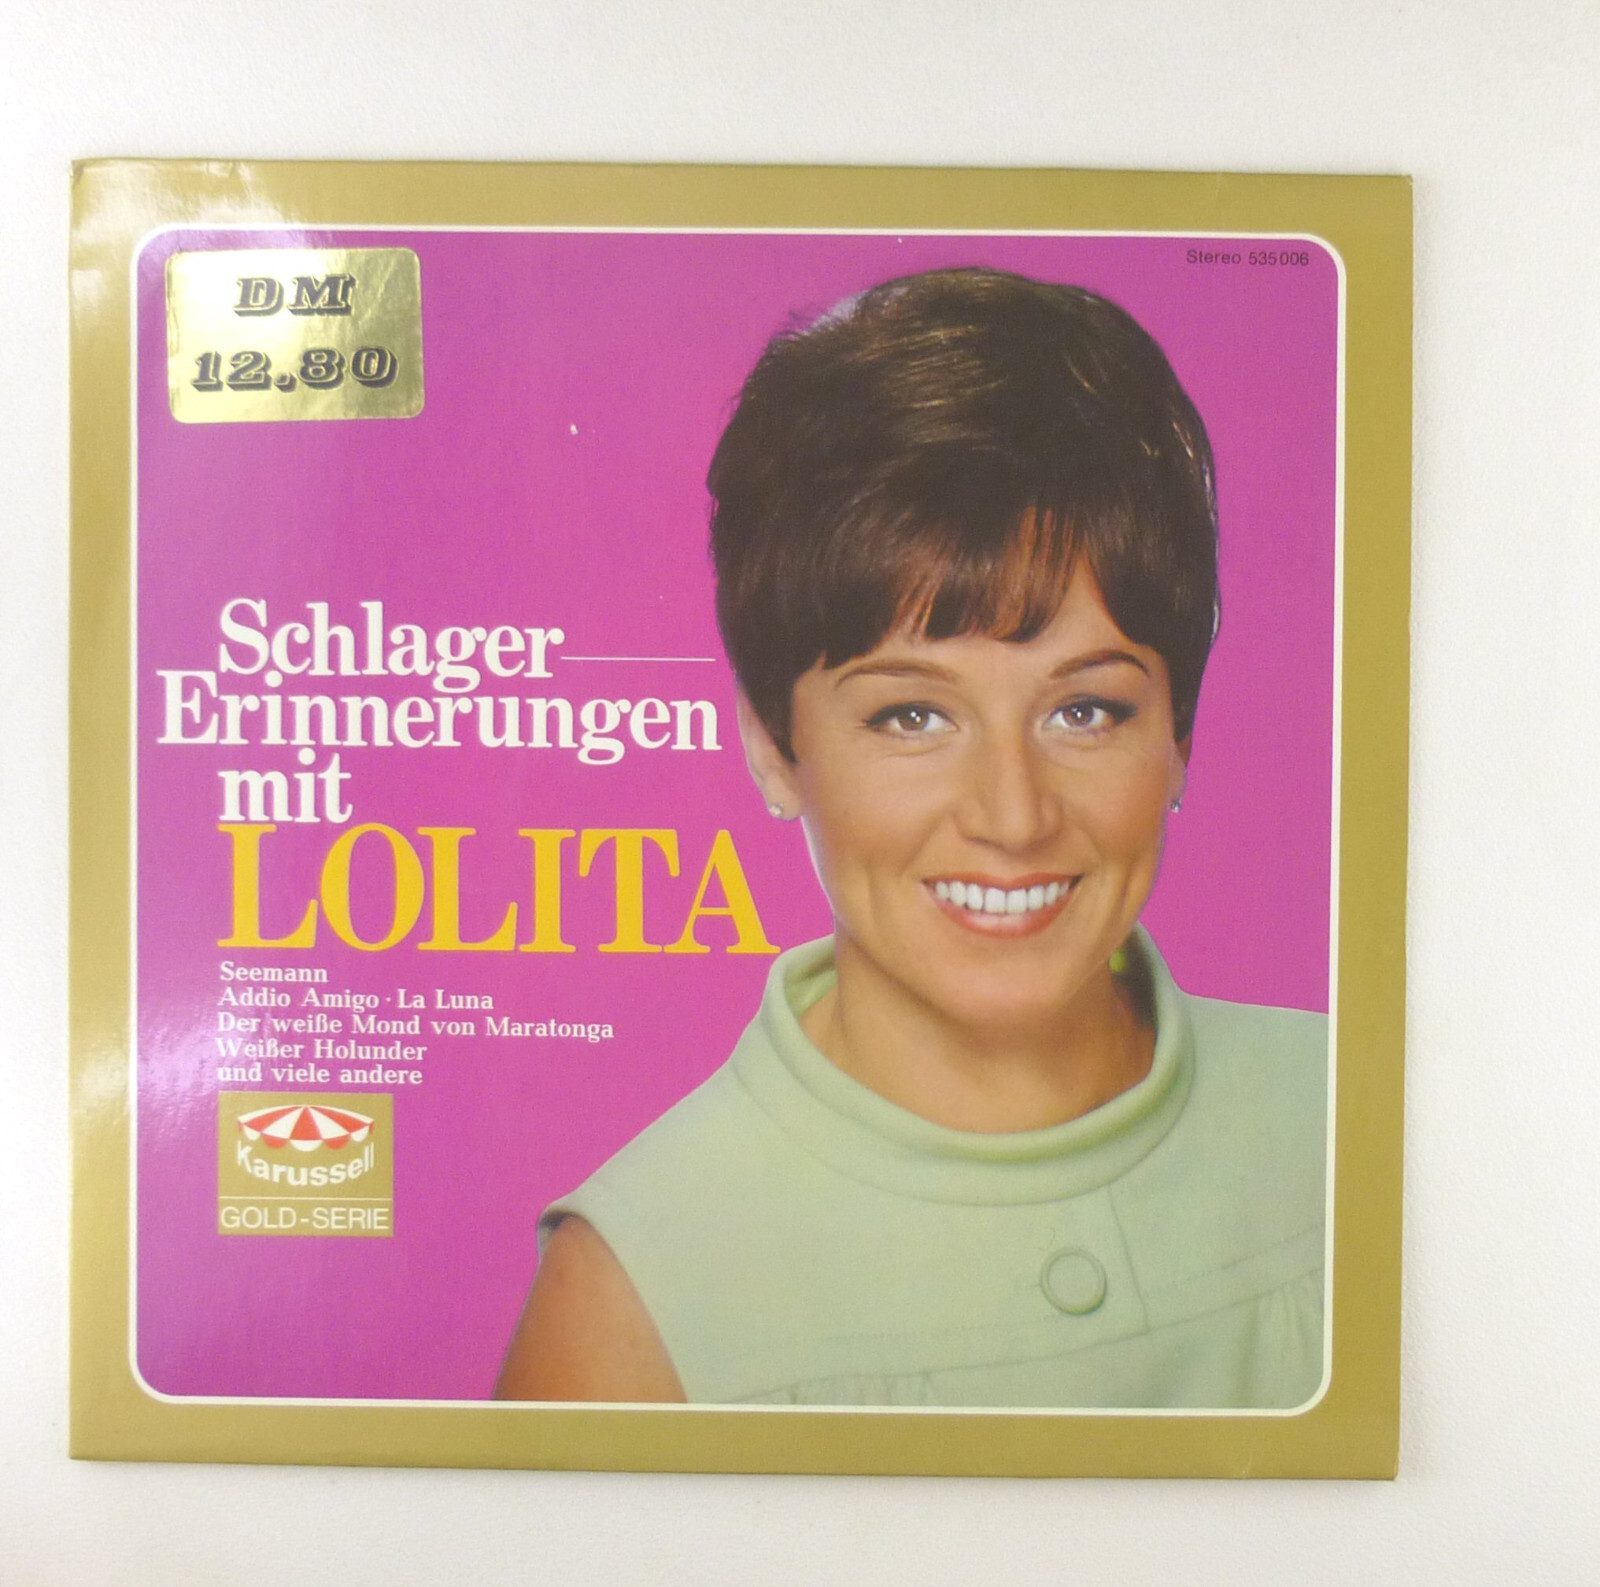 Stereo 535006
DM
12.80
Schlager-
Erinnerungen
mit
LOLITA
Seemann
Addio Amigo · La Luna
Der weiße Mond von Maratonga
Weißer Holunder
und viele andere
Karussell
GOLD-SERIE